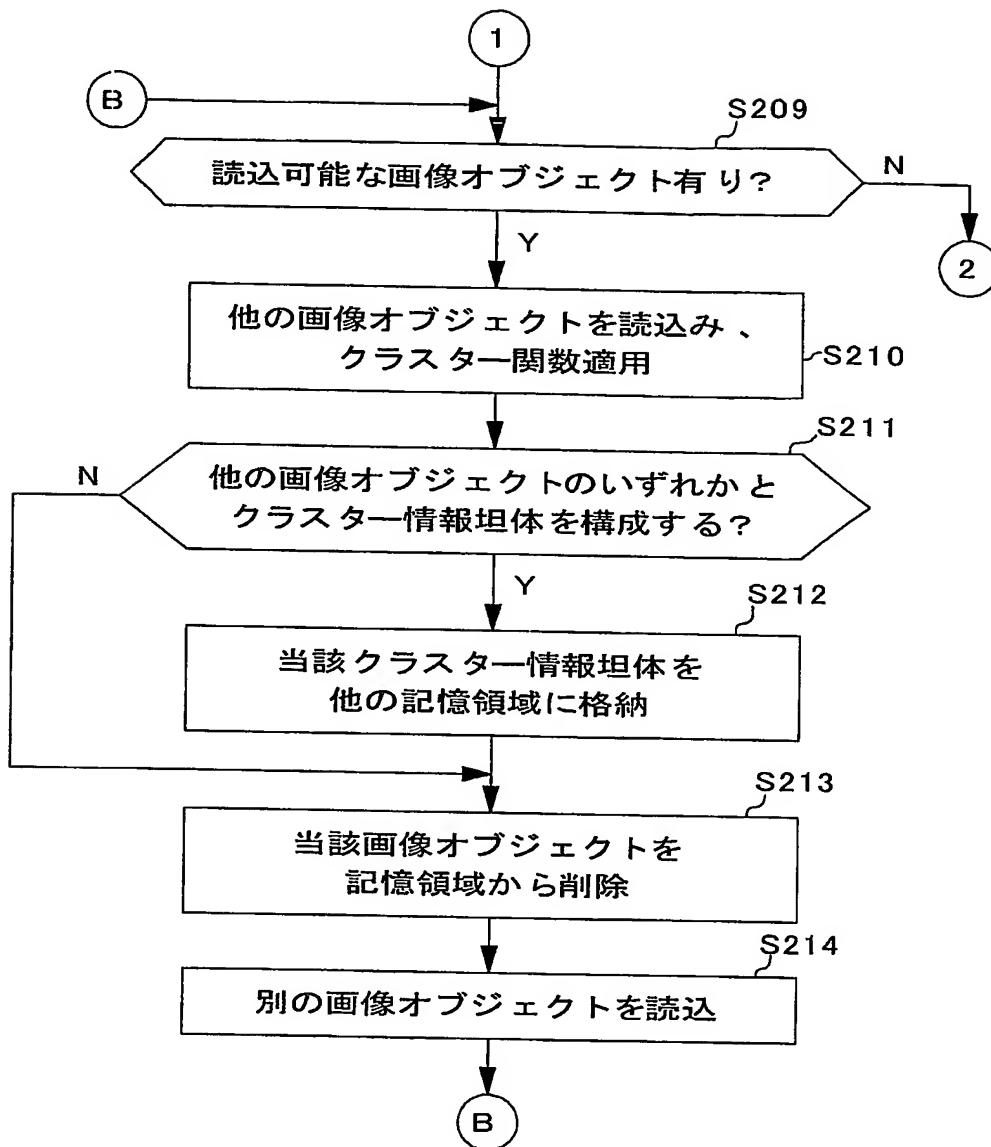 1
B
S209
読込可能な画像オブジェクト有り?
N
Y
2
他の画像オブジェクトを読込み、
クラスター関数適用
S210
S211
N
他の画像オブジェクトのいずれかと
クラスター情報坦体を構成する?
Y
S212
当該クラスター情報坦体を
他の記憶領域に格納
S213
当該画像オブジェクトを
記憶領域から削除
S214
別の画像オブジェクトを読込
B